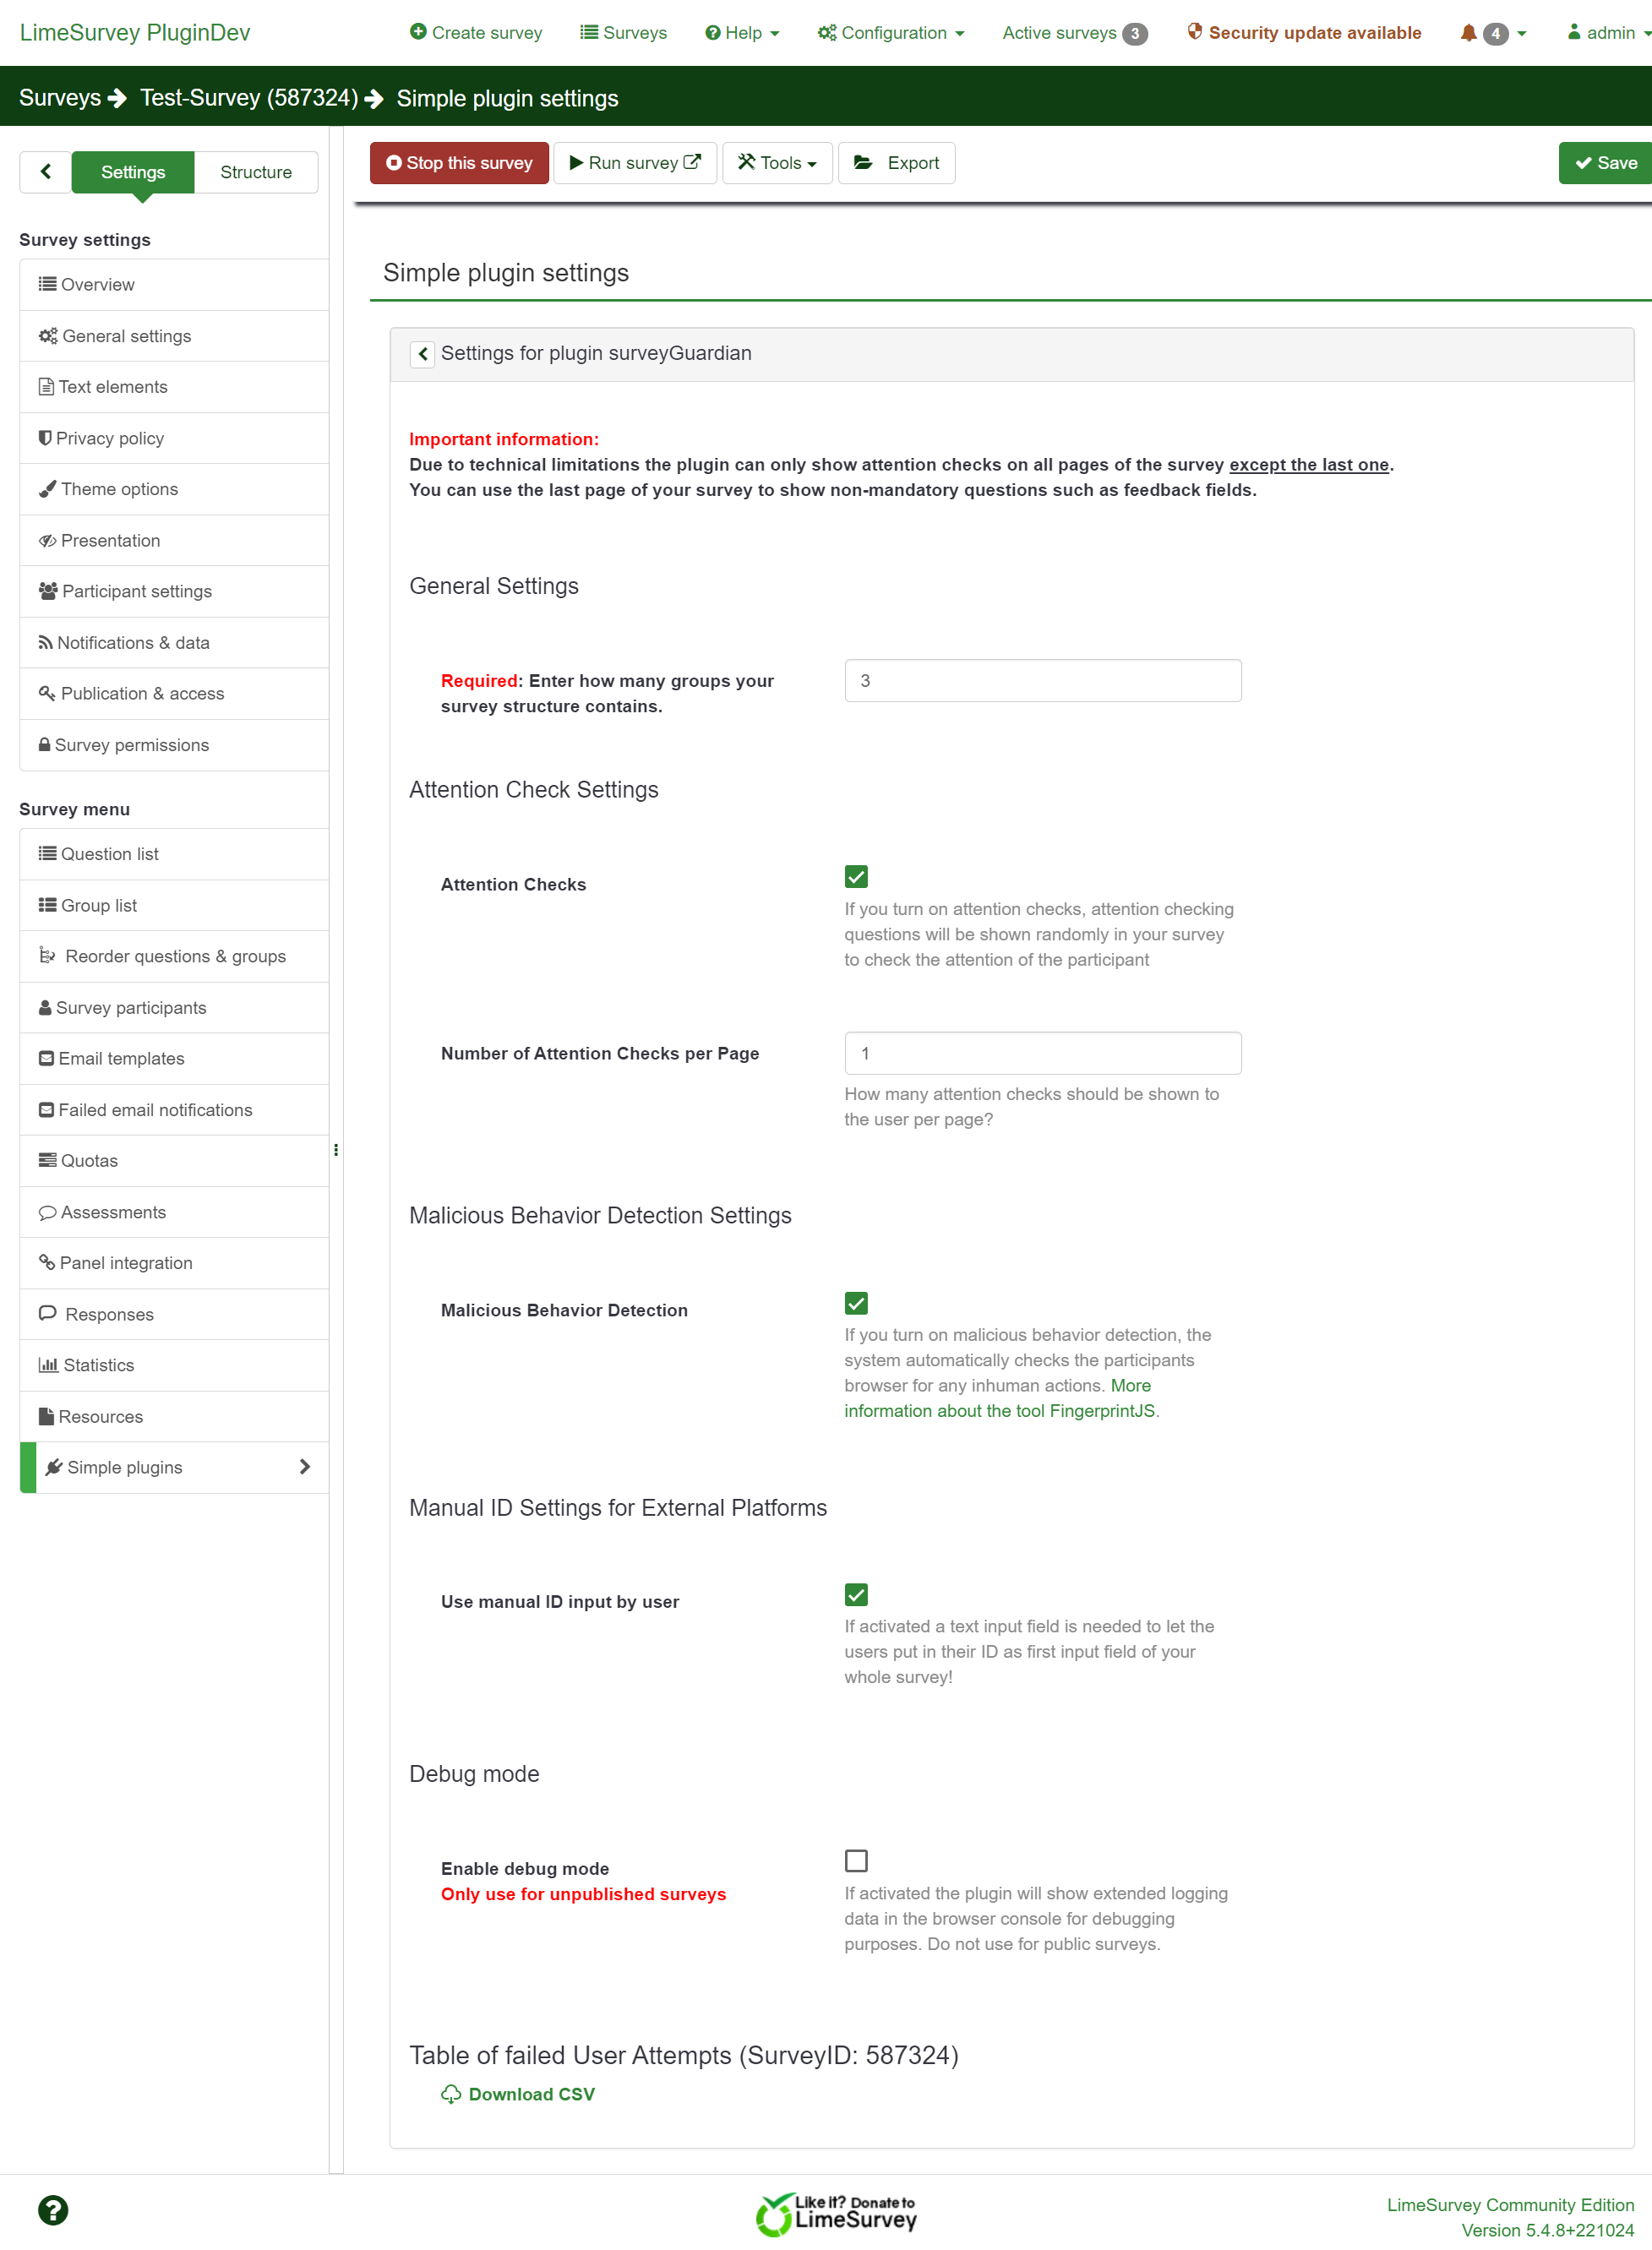 LimeSurvey PluginDev
Create survey
Surveys
Help
Configuration
Active surveys 3
Security update available
4
admin
Surveys Test-Survey (587324) Simple plugin settings
Settings
Structure
Stop this survey
Run survey
Tools
Export
Save
Survey settings
Overview
General settings
Text elements
Privacy policy
Theme options
Presentation
Participant settings
Notifications & data
Publication & access
Survey permissions
Survey menu
Question list
Group list
Reorder questions & groups
Survey participants
Email templates
Failed email notifications
Quotas
Assessments
Panel integration
Responses
Statistics
Resources
Simple plugins
Simple plugin settings
Settings for plugin surveyGuardian
Important information:
Due to technical limitations the plugin can only show attention checks on all pages of the survey except the last one.
You can use the last page of your survey to show non-mandatory questions such as feedback fields.
General Settings
Required: Enter how many groups your
survey structure contains.
3
Attention Check Settings
Attention Checks
If you turn on attention checks, attention checking
questions will be shown randomly in your survey
to check the attention of the participant
Number of Attention Checks per Page
1
How many attention checks should be shown to
the user per page?
Malicious Behavior Detection Settings
Malicious Behavior Detection
If you turn on malicious behavior detection, the
system automatically checks the participants
browser for any inhuman actions. More
information about the tool FingerprintJS.
Manual ID Settings for External Platforms
Use manual ID input by user
If activated a text input field is needed to let the
users put in their ID as first input field of your
whole survey!
Debug mode
Enable debug mode
Only use for unpublished surveys
If activated the plugin will show extended logging
data in the browser console for debugging
purposes. Do not use for public surveys.
Table of failed User Attempts (SurveyID: 587324)
Download CSV
Like it? Donate to
LimeSurvey
LimeSurvey Community Edition
Version 5.4.8+221024